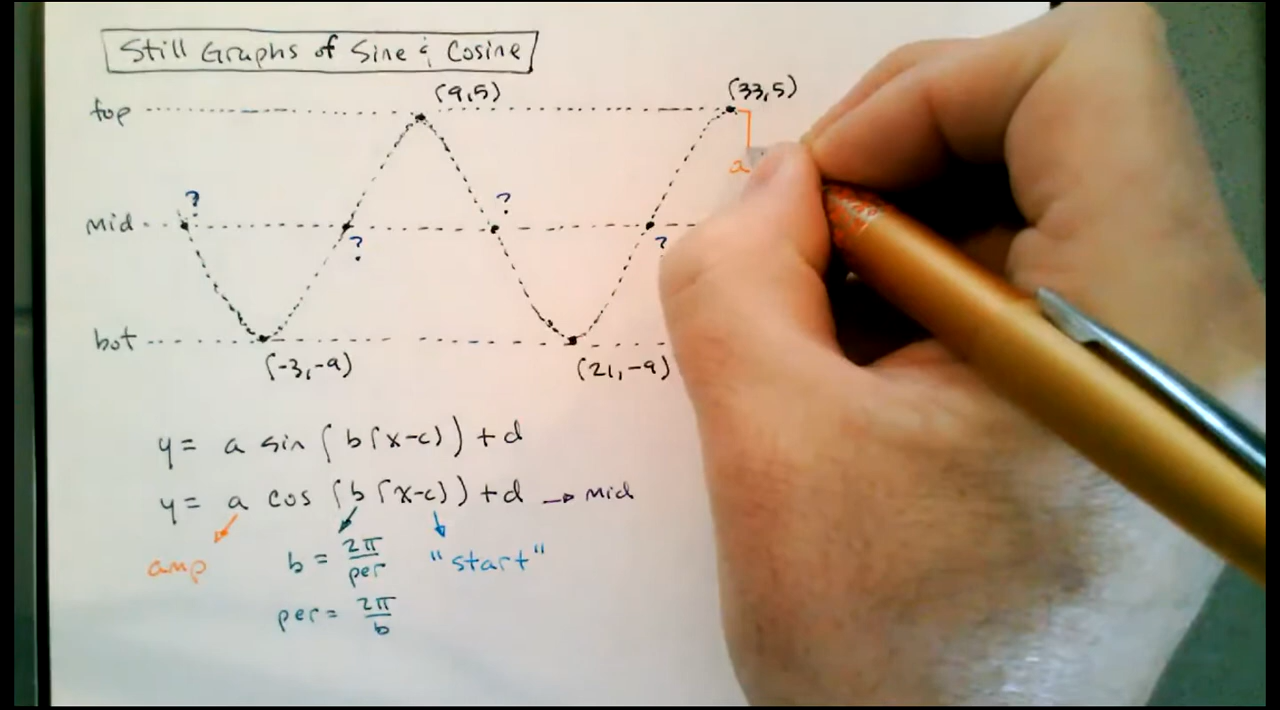 Still Graphs of Sine & Cosine
(9,5)
(33,5)
top
a
?
?
mid
?
?
bot
(-3,-9)
(21,-9)
y = a sin (b(x-c)) + d
y = a cos (b(x-c)) + d → mid
amp
b = 2π/per
"start"
per = 2π/b